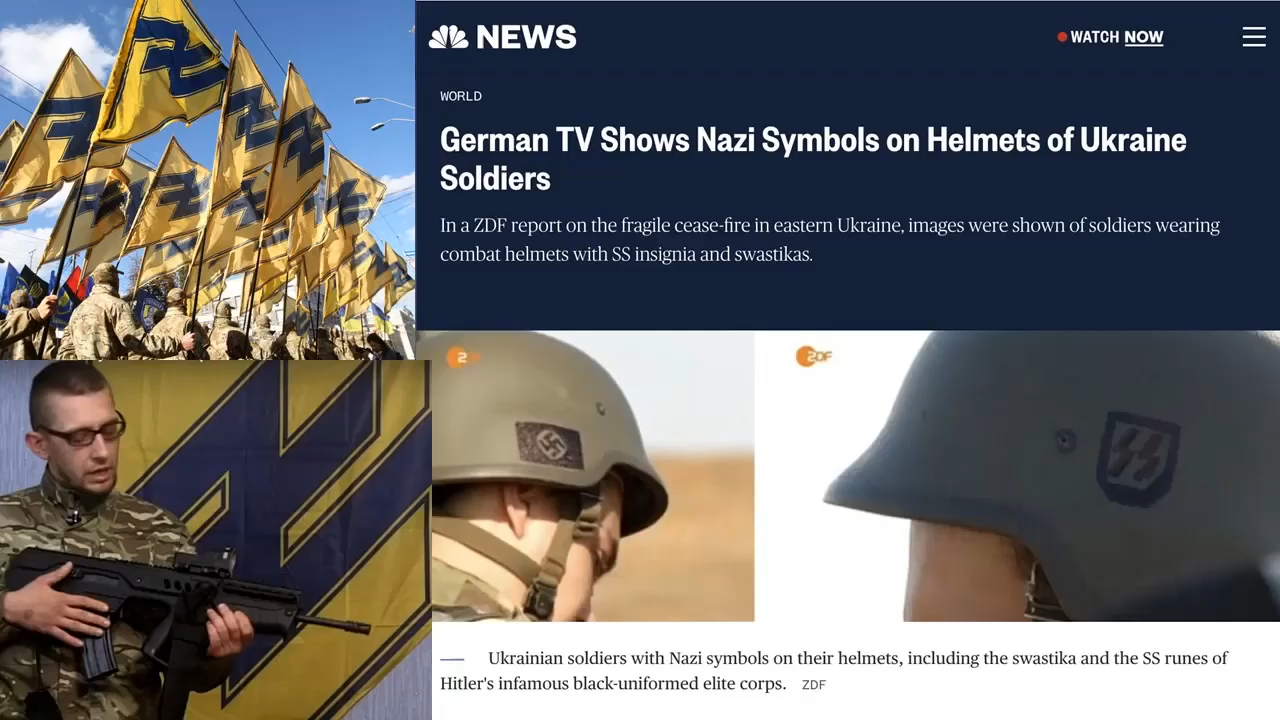 NEWS
WATCH NOW
WORLD
German TV Shows Nazi Symbols on Helmets of Ukraine
Soldiers
In a ZDF report on the fragile cease-fire in eastern Ukraine, images were shown of soldiers wearing
combat helmets with SS insignia and swastikas.
ZDF
Ukrainian soldiers with Nazi symbols on their helmets, including the swastika and the SS runes of
Hitler's infamous black-uniformed elite corps. ZDF